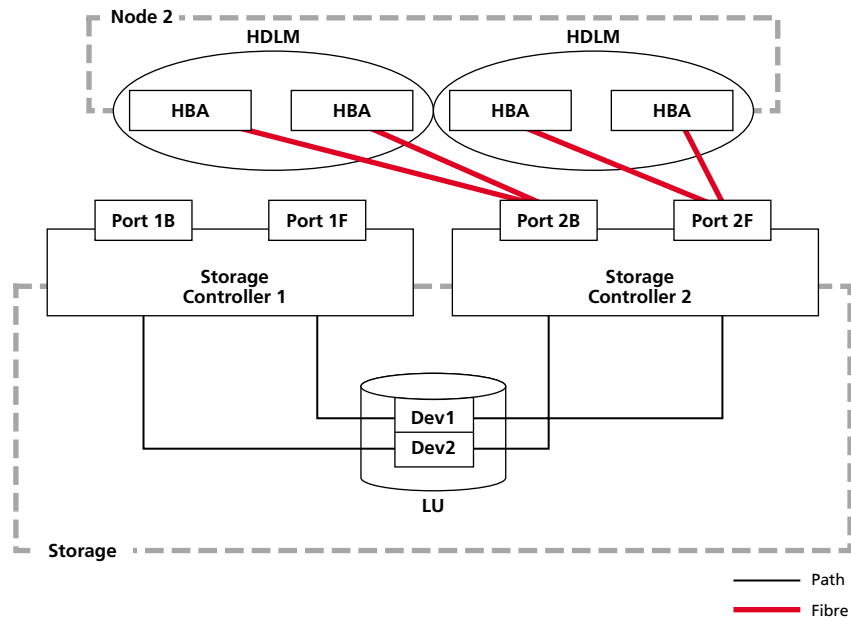 Node 2
HDLM
HDLM
HBA
HBA
HBA
HBA
Port 1B
Port 1F
Port 2B
Port 2F
Storage
Controller 1
Storage
Controller 2
Dev1
Dev2
LU
Storage
Path
Fibre